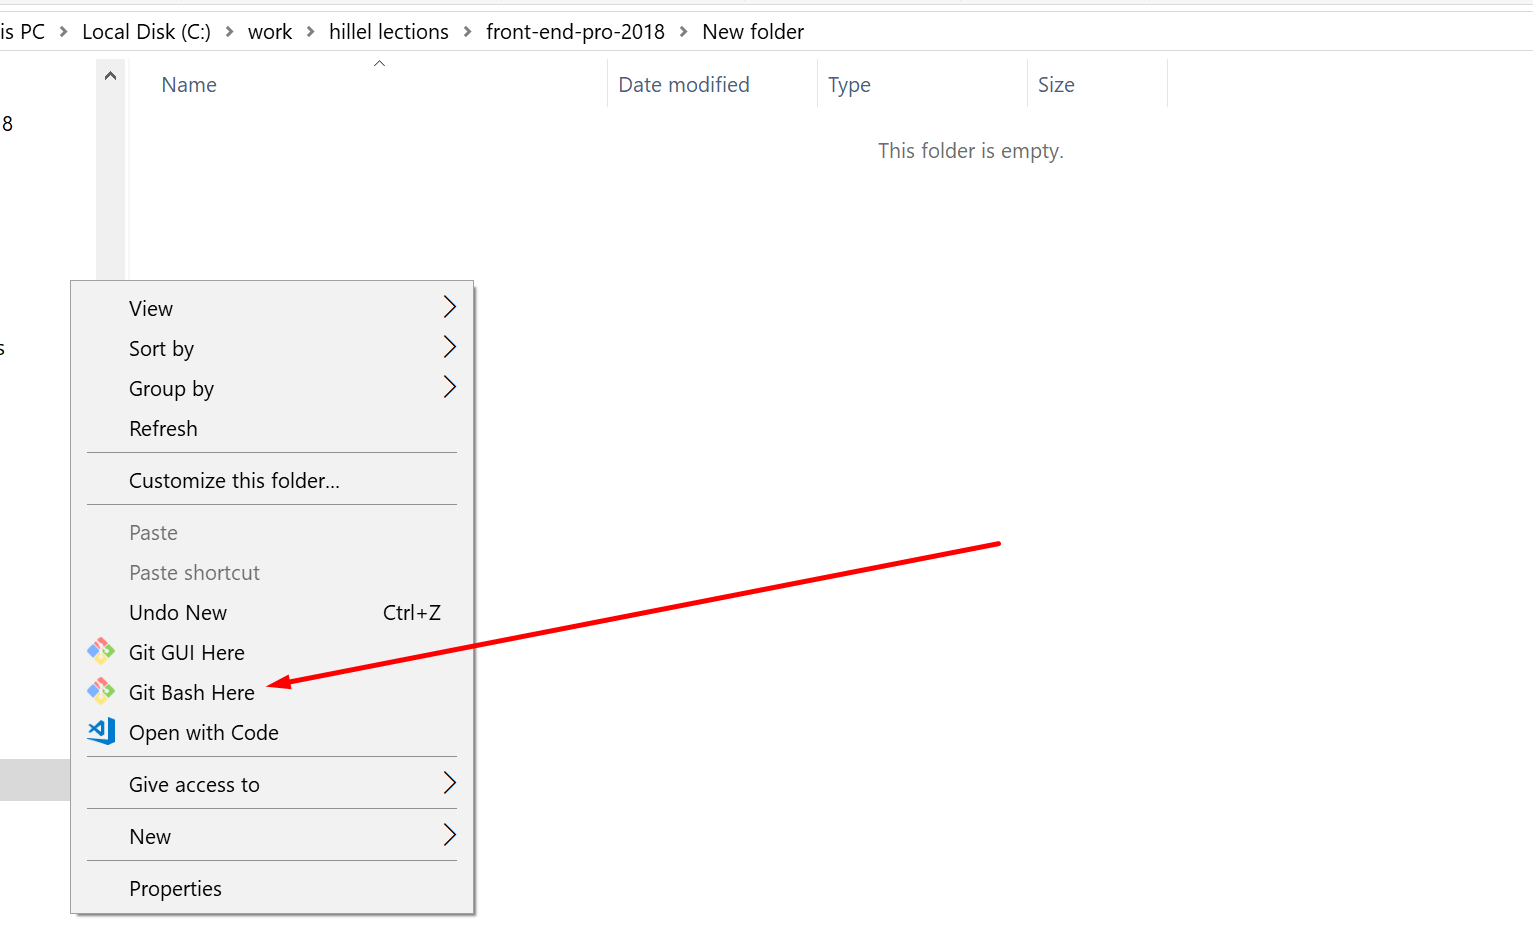 is PC > Local Disk (C:) > work > hillel lections > front-end-pro-2018 > New folder
Name Date modified Type Size
8
This folder is empty.
s
View
Sort by
Group by
Refresh
Customize this folder...
Paste
Paste shortcut
Undo New Ctrl+Z
Git GUI Here
Git Bash Here
Open with Code
Give access to
New
Properties